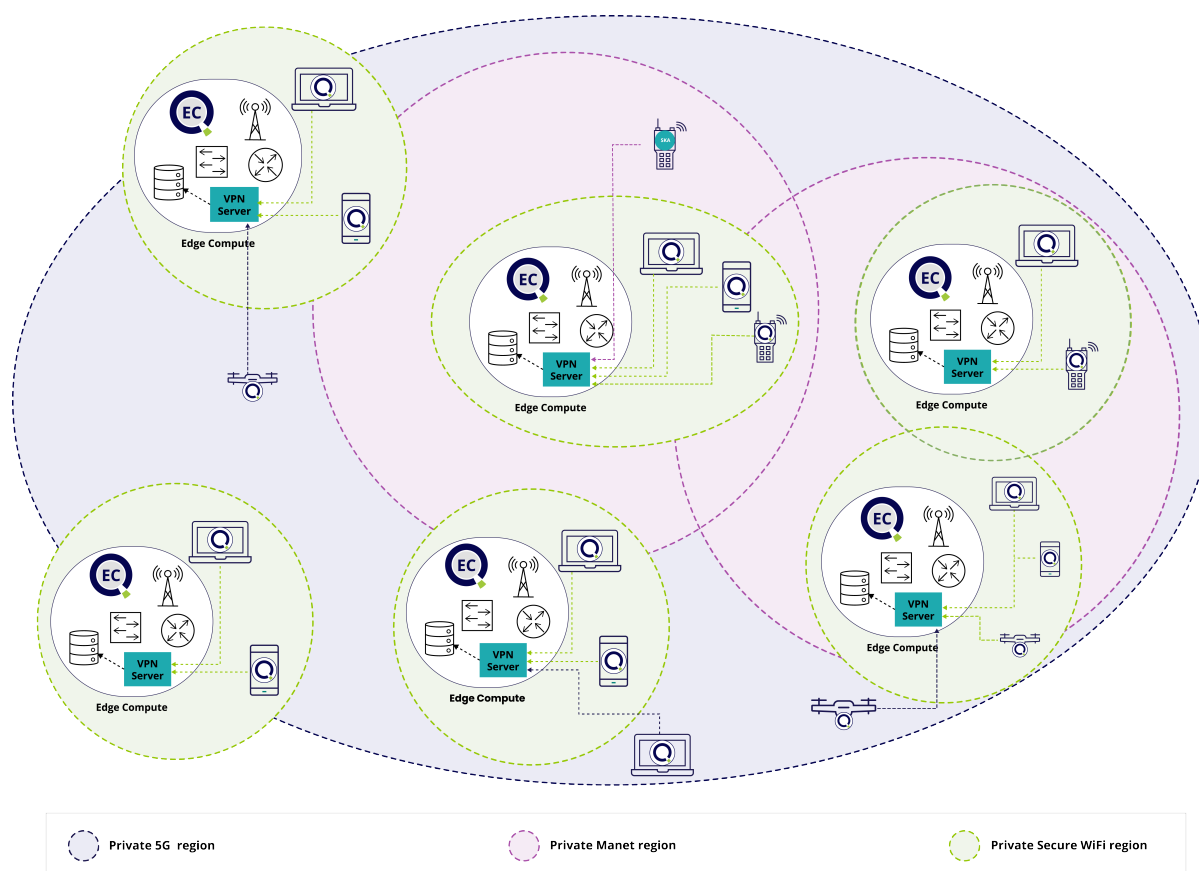 EC
VPN
Server
Edge Compute
SKA
EC
VPN
Server
Edge Compute
EC
VPN
Server
Edge Compute
EC
VPN
Server
Edge Compute
EC
VPN
Server
Edge Compute
EC
VPN
Server
Edge Compute
Private 5G region
Private Manet region
Private Secure WiFi region